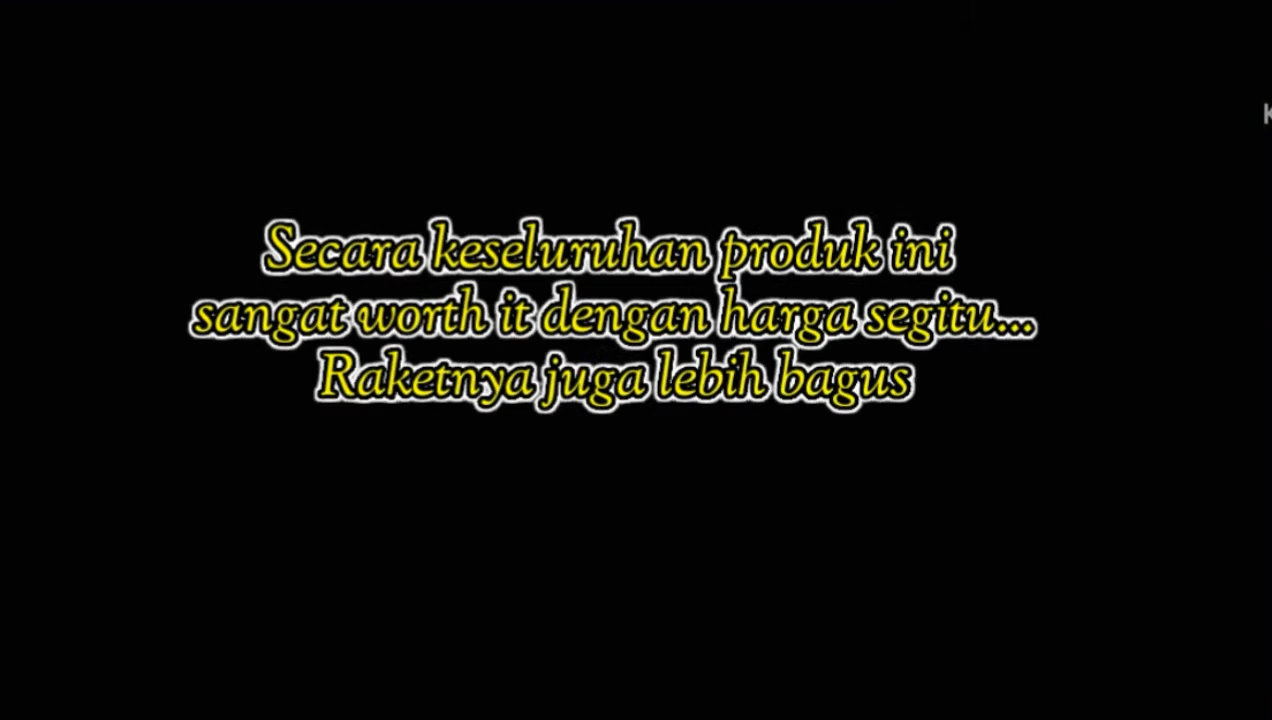 Secara keseluruhan produk ini
sangat worth it dengan harga segitu...
Raketnya juga lebih bagus